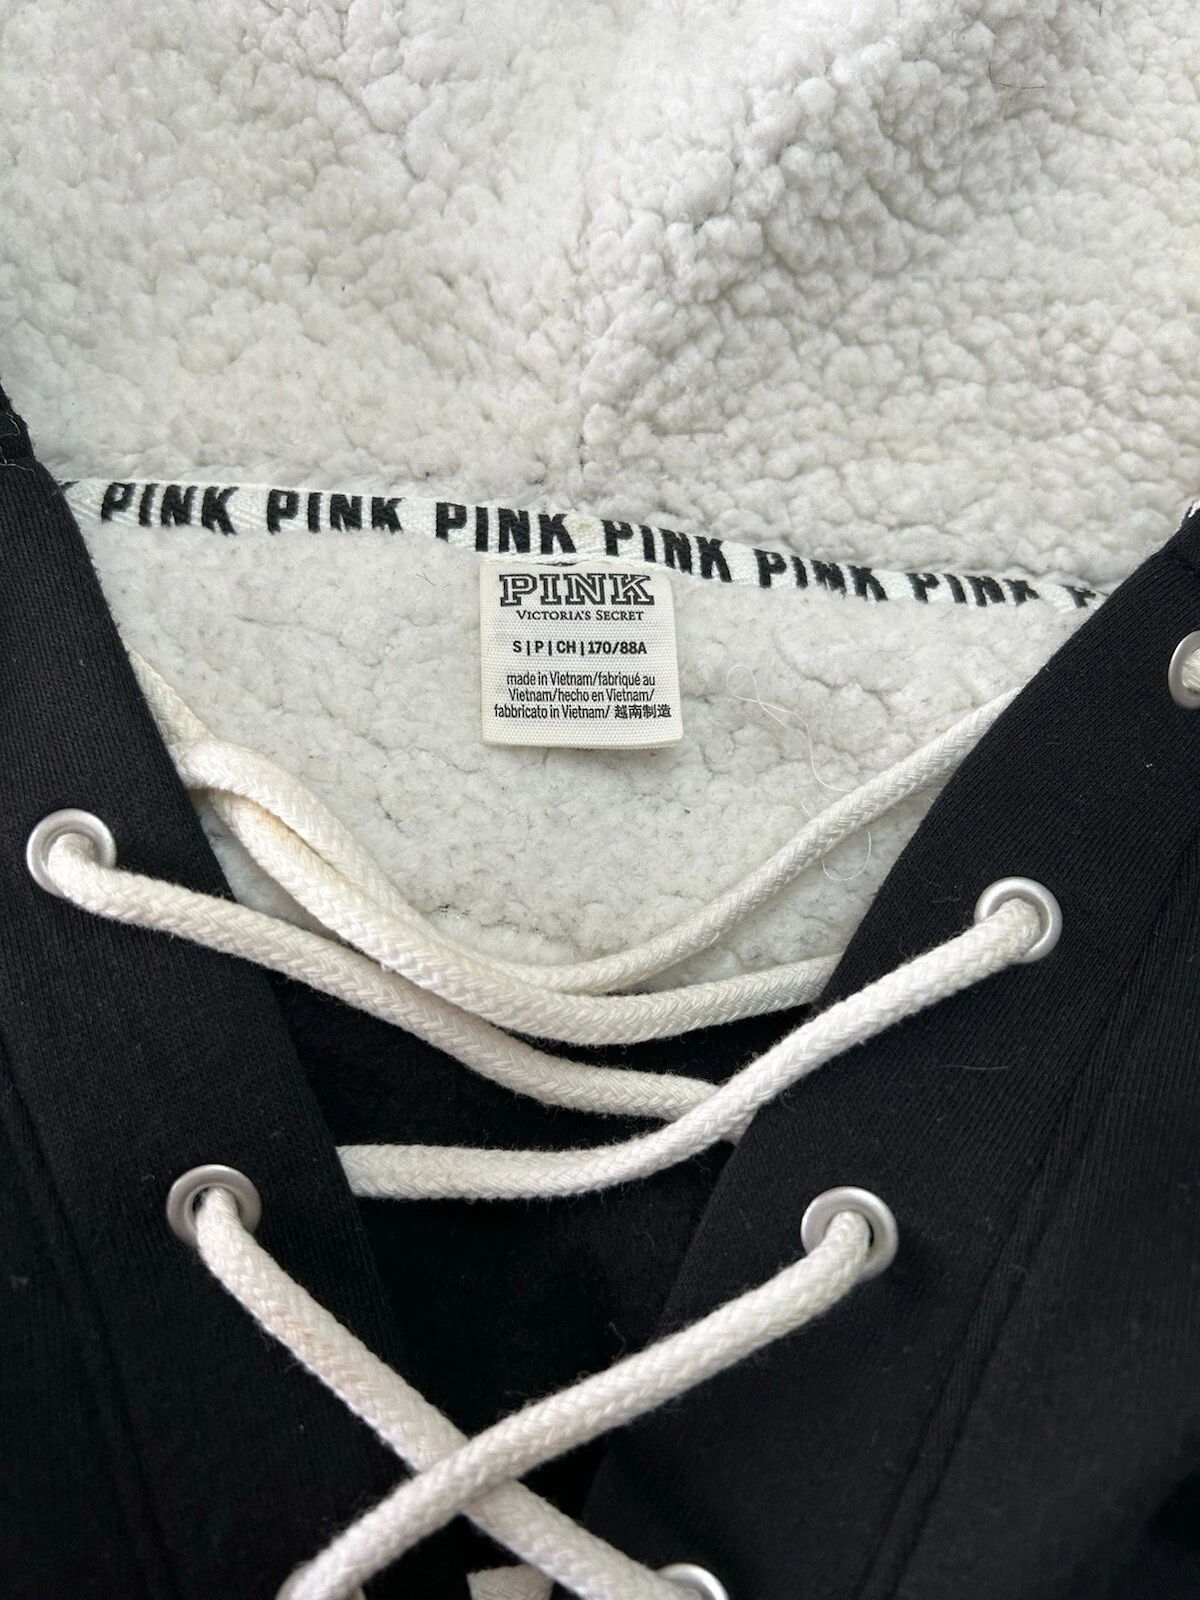 PINK PINK PINK PINK PINK PINK
PINK
VICTORIA'S SECRET
S | P | CH | 170/88A
made in Vietnam/fabriqué au
Vietnam/hecho en Vietnam/
fabbricato in Vietnam/ 越南制造